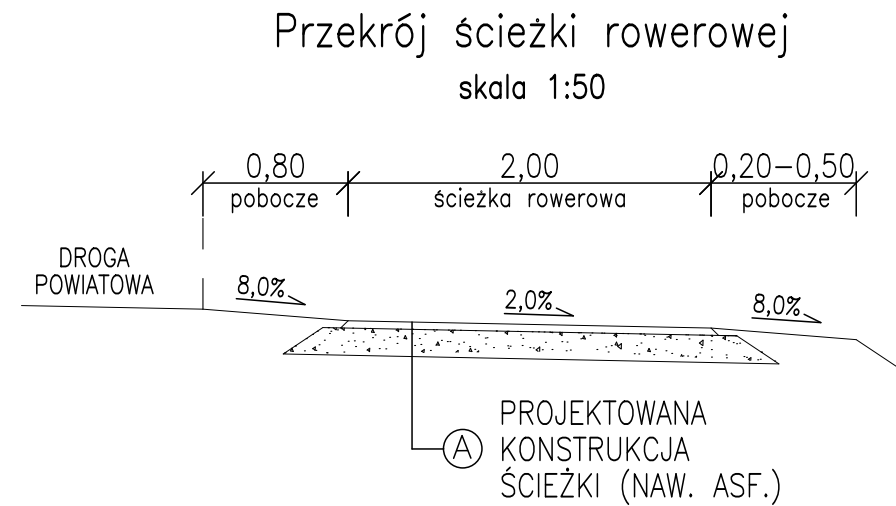 Przekrój ścieżki rowerowej
skala 1:50
0,80
2,00
0,20-0,50
pobocze
ścieżka rowerowa
pobocze
DROGA
POWIATOWA
8,0%
2,0%
8,0%
A
PROJEKTOWANA
KONSTRUKCJA
ŚCIEŻKI (NAW. ASF.)